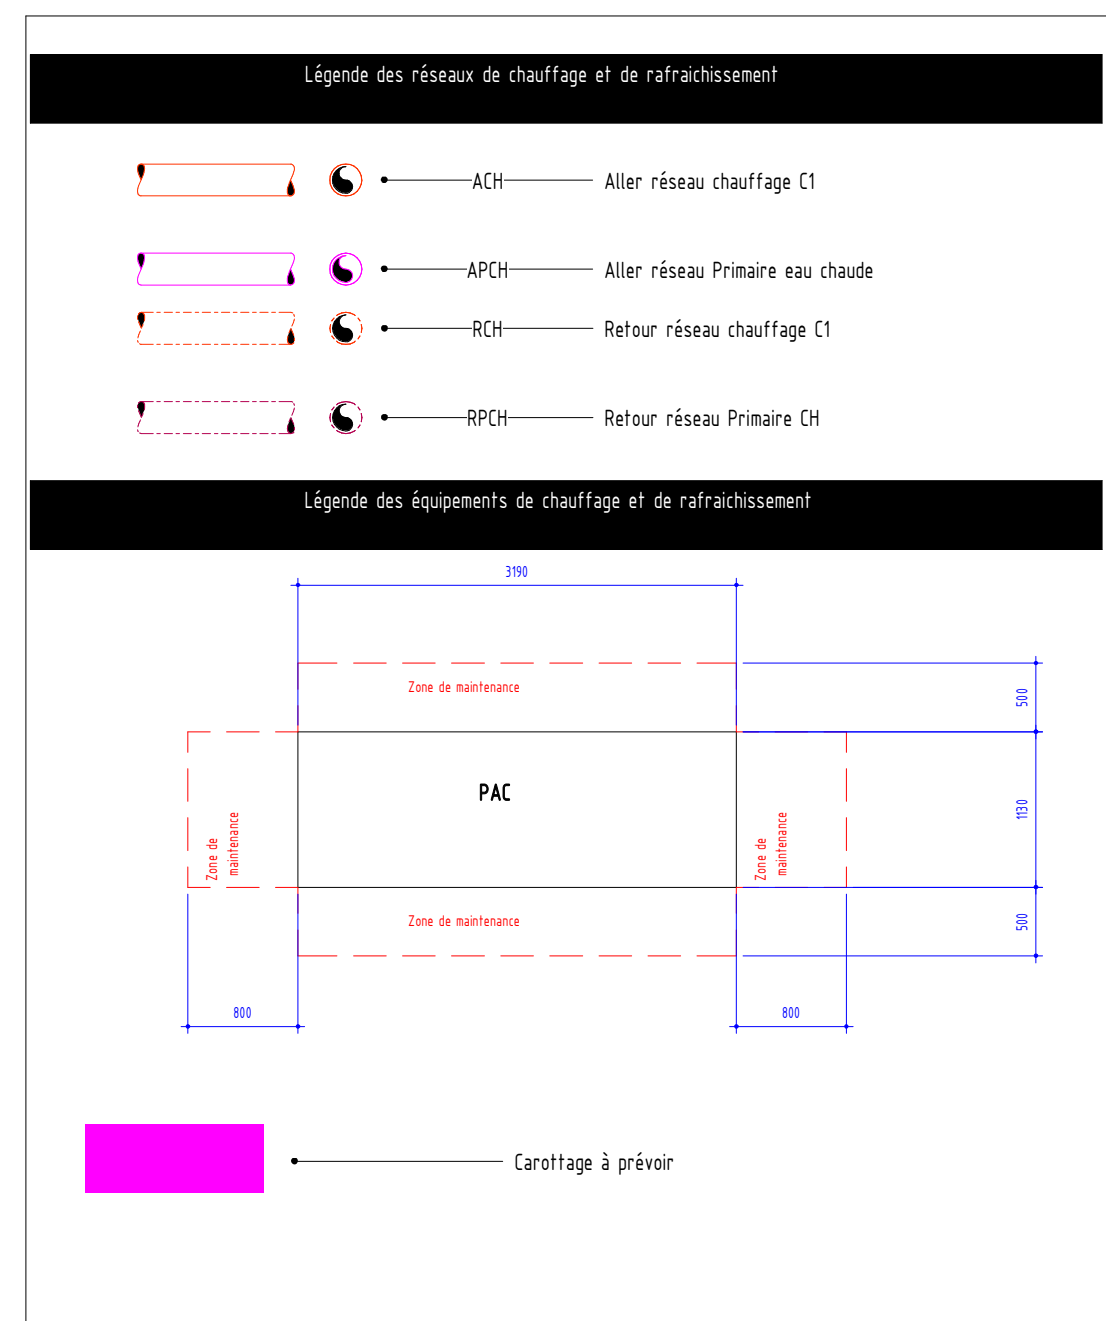 Légende des réseaux de chauffage et de rafraichissement
ACH Aller réseau chauffage C1
APCH Aller réseau Primaire eau chaude
RCH Retour réseau chauffage C1
RPCH Retour réseau Primaire CH
Légende des équipements de chauffage et de rafraichissement
3190
Zone de maintenance
500
PAC
1130
Zone de
maintenance
Zone de
maintenance
Zone de maintenance
500
800
800
Carottage à prévoir